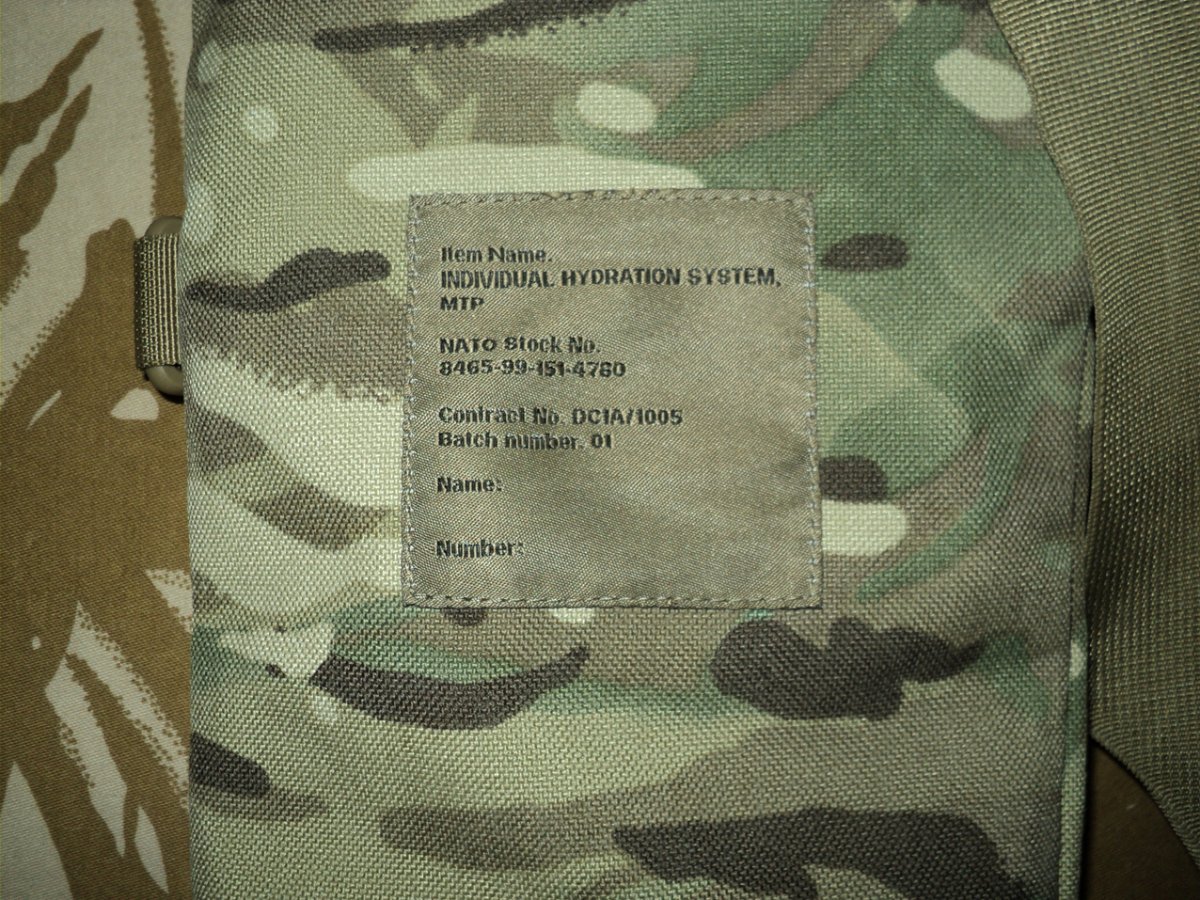 Item Name.
INDIVIDUAL HYDRATION SYSTEM,
MTP
NATO Stock No.
8465-99-151-4780
Contract No. DC1A/1005
Batch number. 01
Name:
Number: